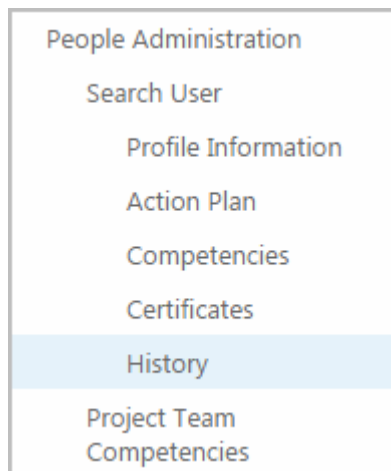 People Administration
Search User
Profile Information
Action Plan
Competencies
Certificates
History
Project Team
Competencies